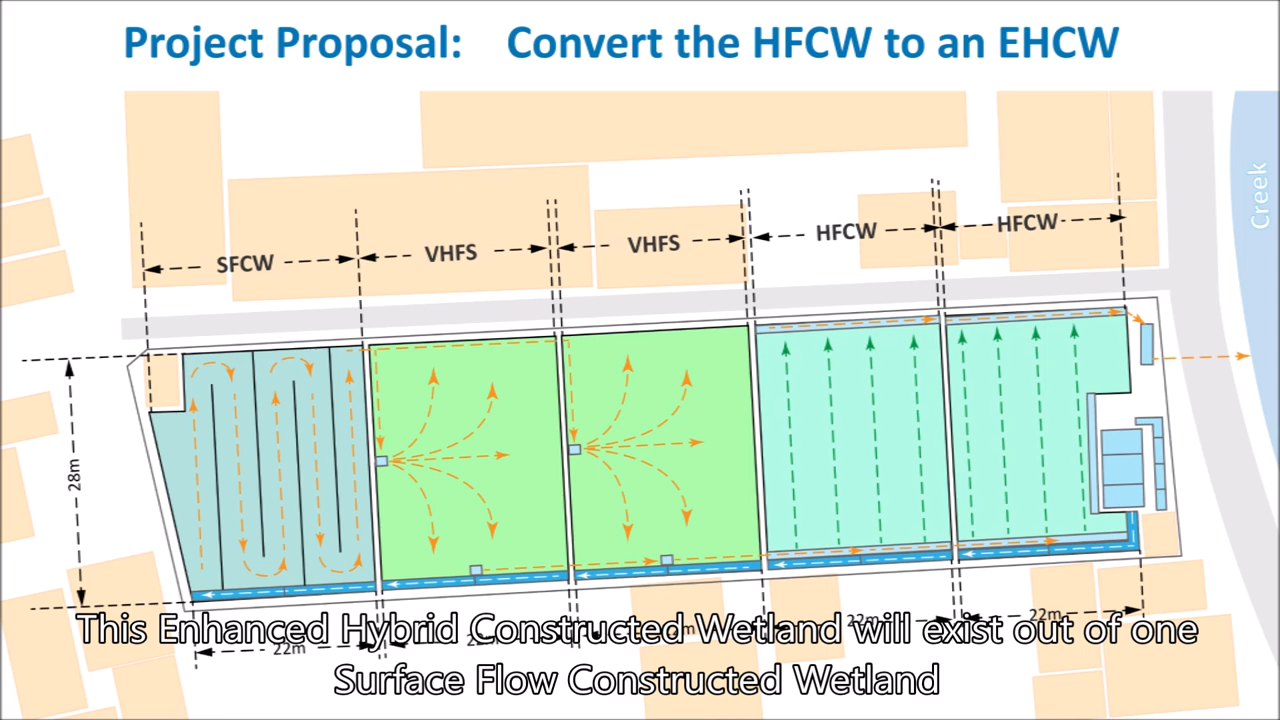 Project Proposal: Convert the HFCW to an EHCW
Creek
SFCW
VHFS
VHFS
HFCW
HFCW
28m
22m
22m
22m
This Enhanced Hybrid Constructed Wetland will exist out of one
Surface Flow Constructed Wetland